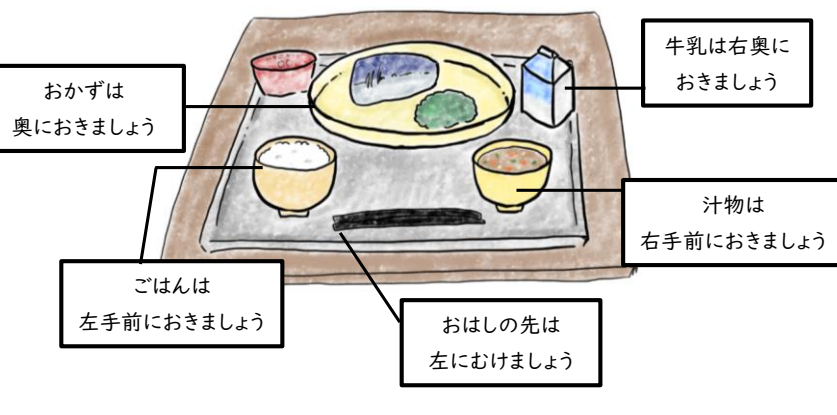 牛乳は右奥に
おきましょう
おかずは
奥におきましょう
汁物は
右手前におきましょう
ごはんは
左手前におきましょう
おはしの先は
左にむけましょう